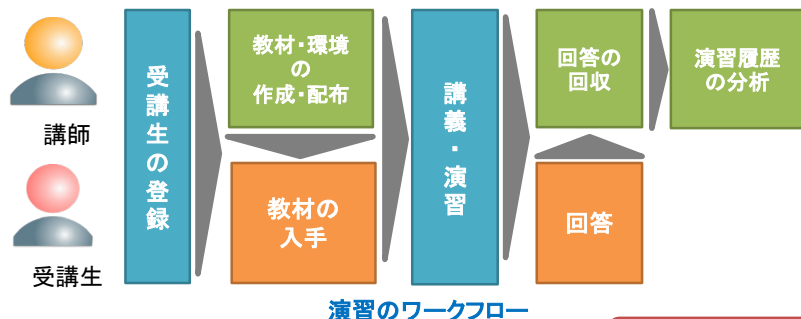 講師
受講生
受講生の登録
教材・環境
の
作成・配布
教材の
入手
講義・演習
回答の
回収
回答
演習履歴
の分析
演習のワークフロー